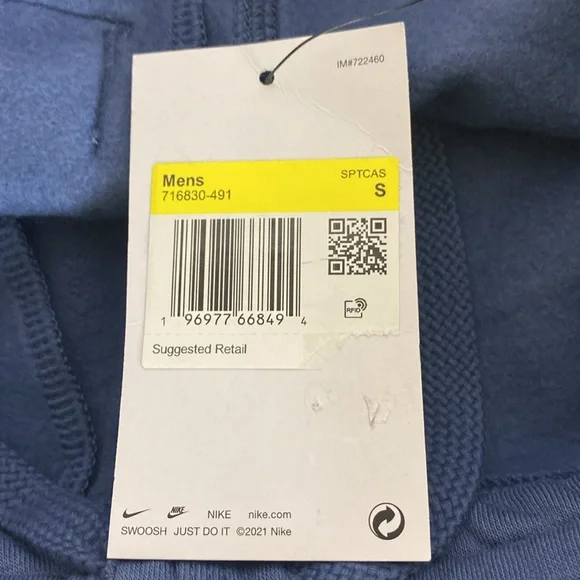 IM#722460
Mens SPTCAS
716830-491 S
1 96977 66849 4
RFID
Suggested Retail
NIKE NIKE nike.com
SWOOSH JUST DO IT ©2021 Nike